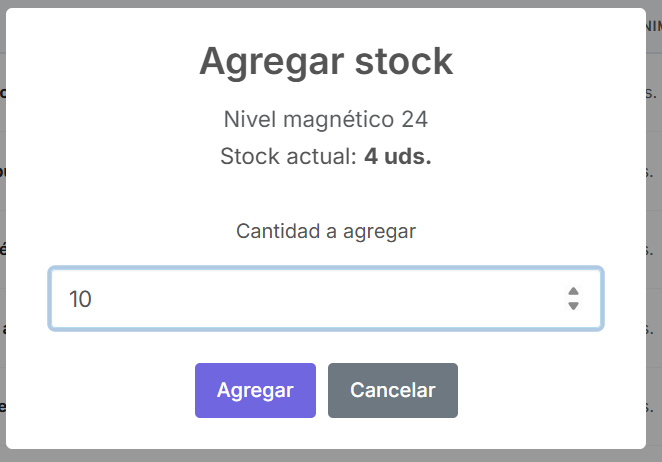 Agregar stock
Nivel magnético 24
Stock actual: 4 uds.
Cantidad a agregar
10
Agregar
Cancelar